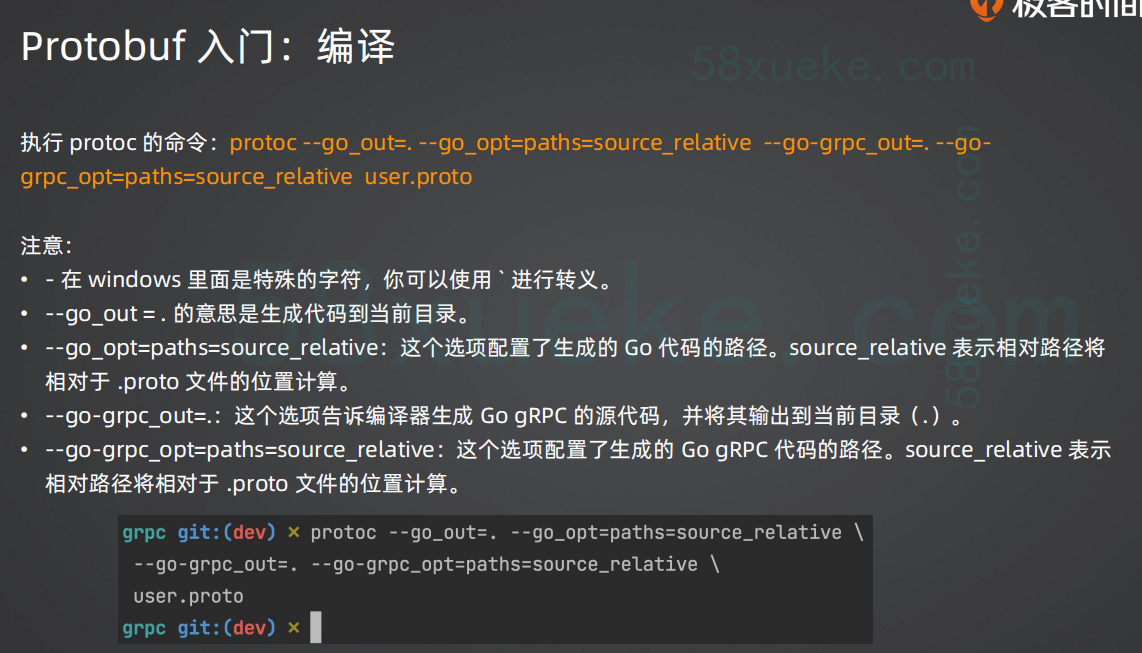 极客时间
Protobuf 入门：编译
58xueke.com
执行 protoc 的命令：protoc --go_out=. --go_opt=paths=source_relative --go-grpc_out=. --go-
grpc_opt=paths=source_relative user.proto
58xueke.com
注意：
• - 在 windows 里面是特殊的字符，你可以使用 ` 进行转义。
• --go_out = . 的意思是生成代码到当前目录。
58xueke.com
• --go_opt=paths=source_relative：这个选项配置了生成的 Go 代码的路径。source_relative 表示相对路径将
相对于 .proto 文件的位置计算。
• --go-grpc_out=.：这个选项告诉编译器生成 Go gRPC 的源代码，并将其输出到当前目录（.）。
• --go-grpc_opt=paths=source_relative：这个选项配置了生成的 Go gRPC 代码的路径。source_relative 表示
相对路径将相对于 .proto 文件的位置计算。
grpc git:(dev) × protoc --go_out=. --go_opt=paths=source_relative \
--go-grpc_out=. --go-grpc_opt=paths=source_relative \
user.proto
grpc git:(dev) ×